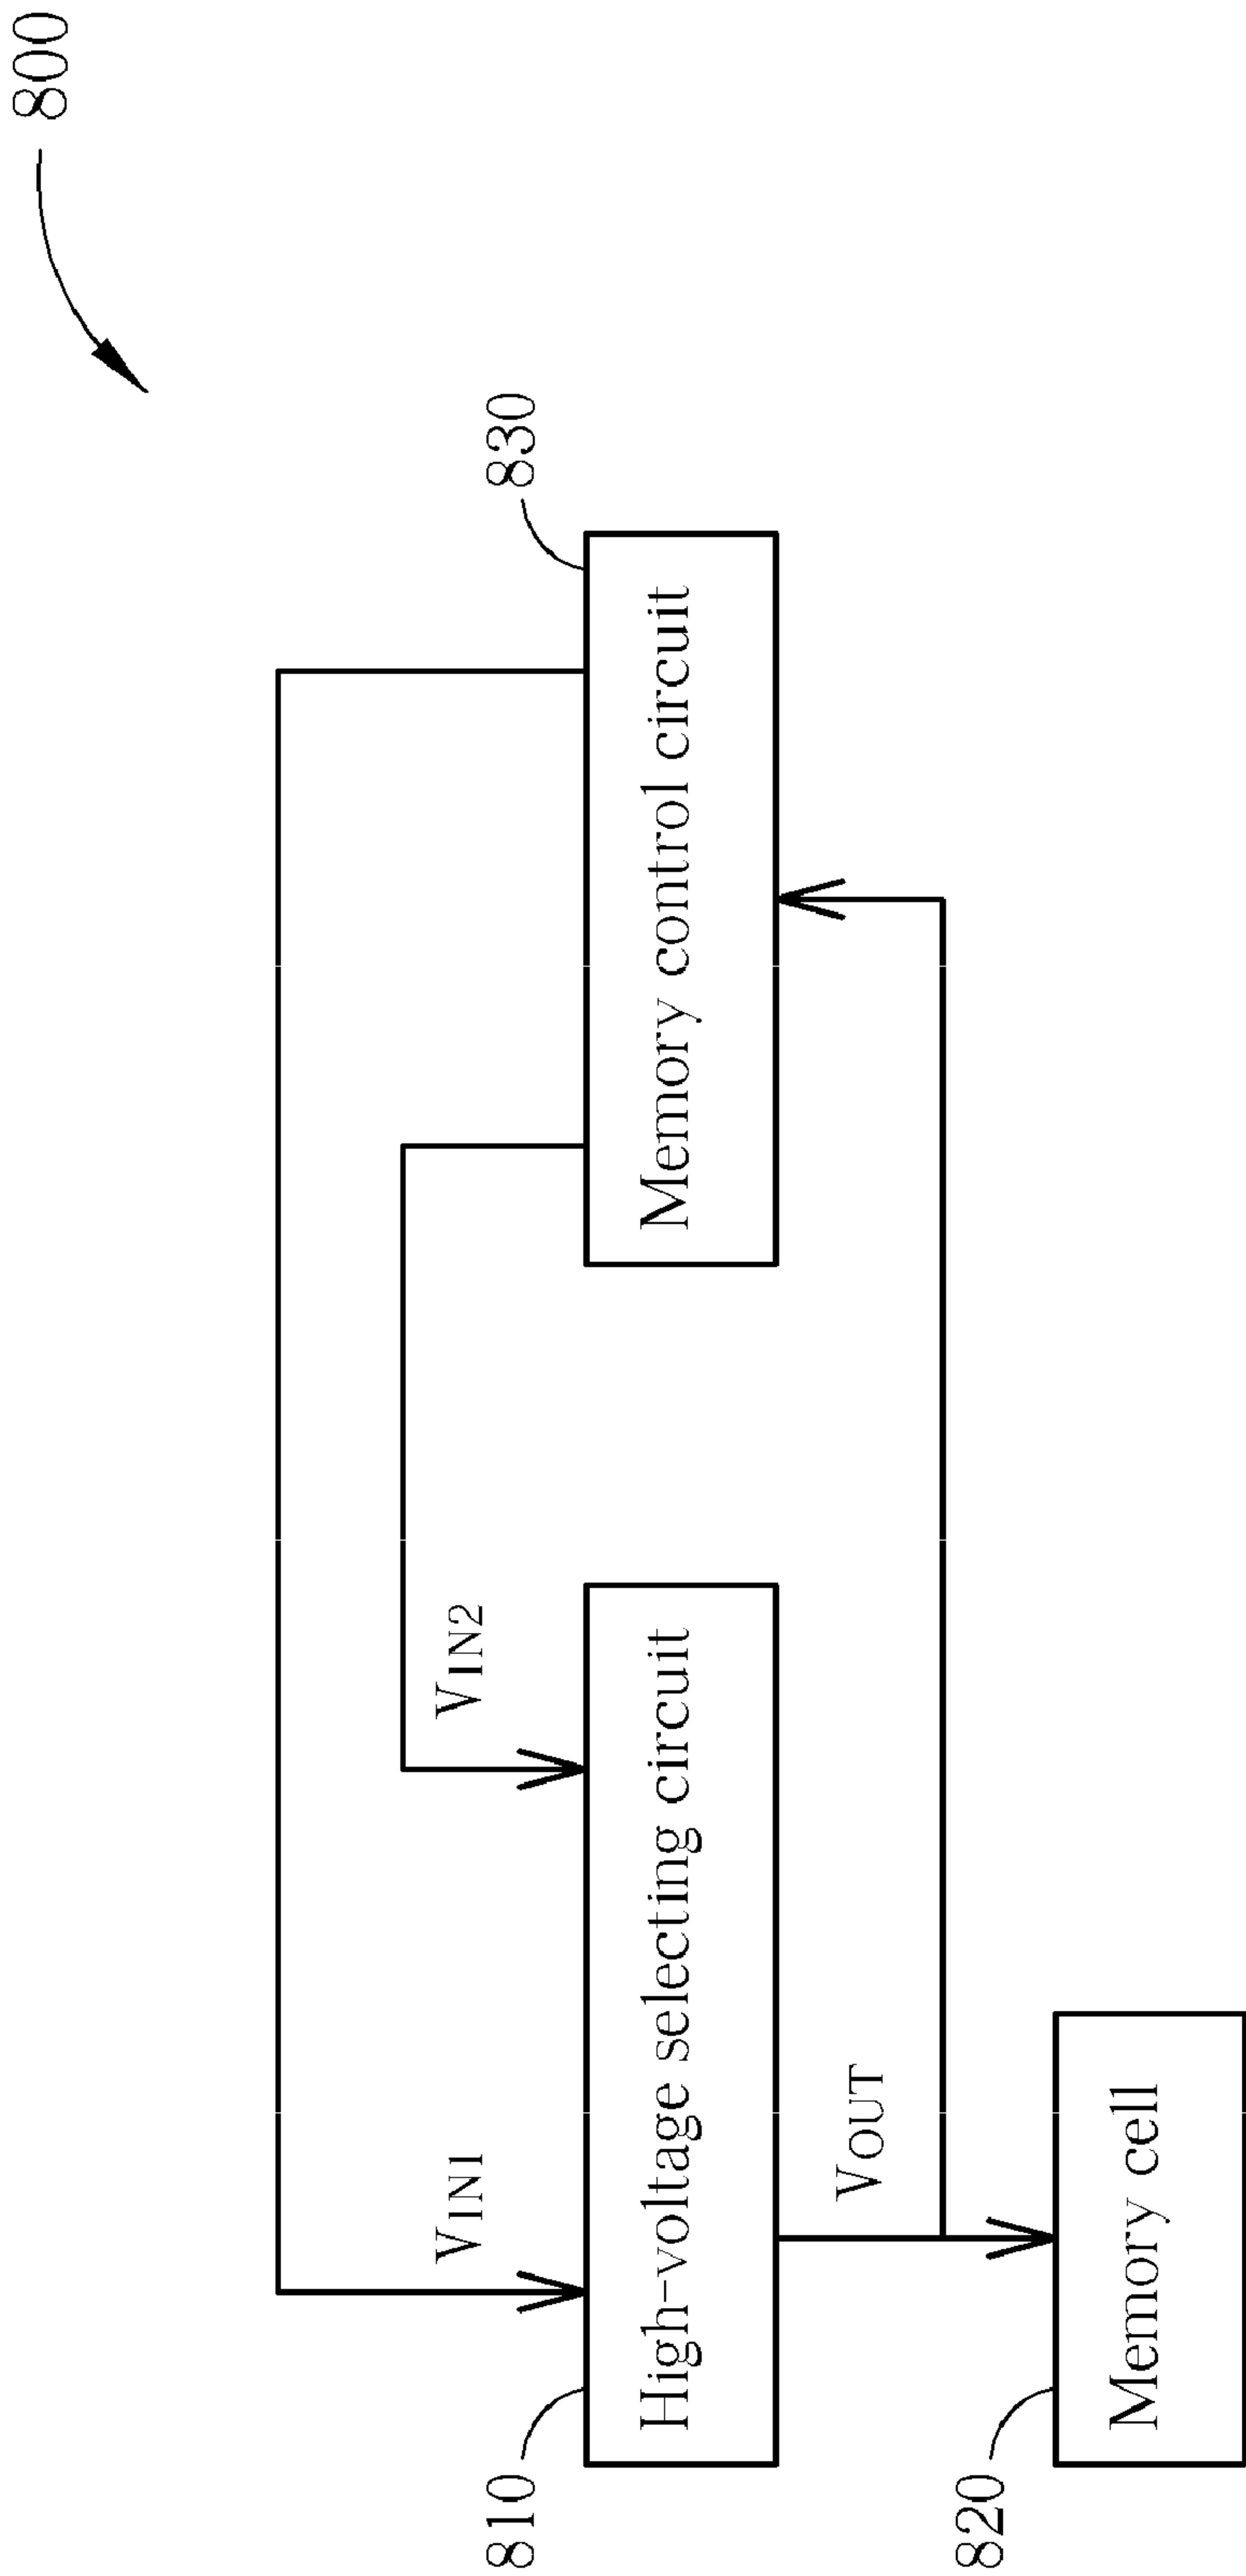 800
830
Memory control circuit
VIN2
VIN1
810
High-voltage selecting circuit
VOUT
820
Memory cell